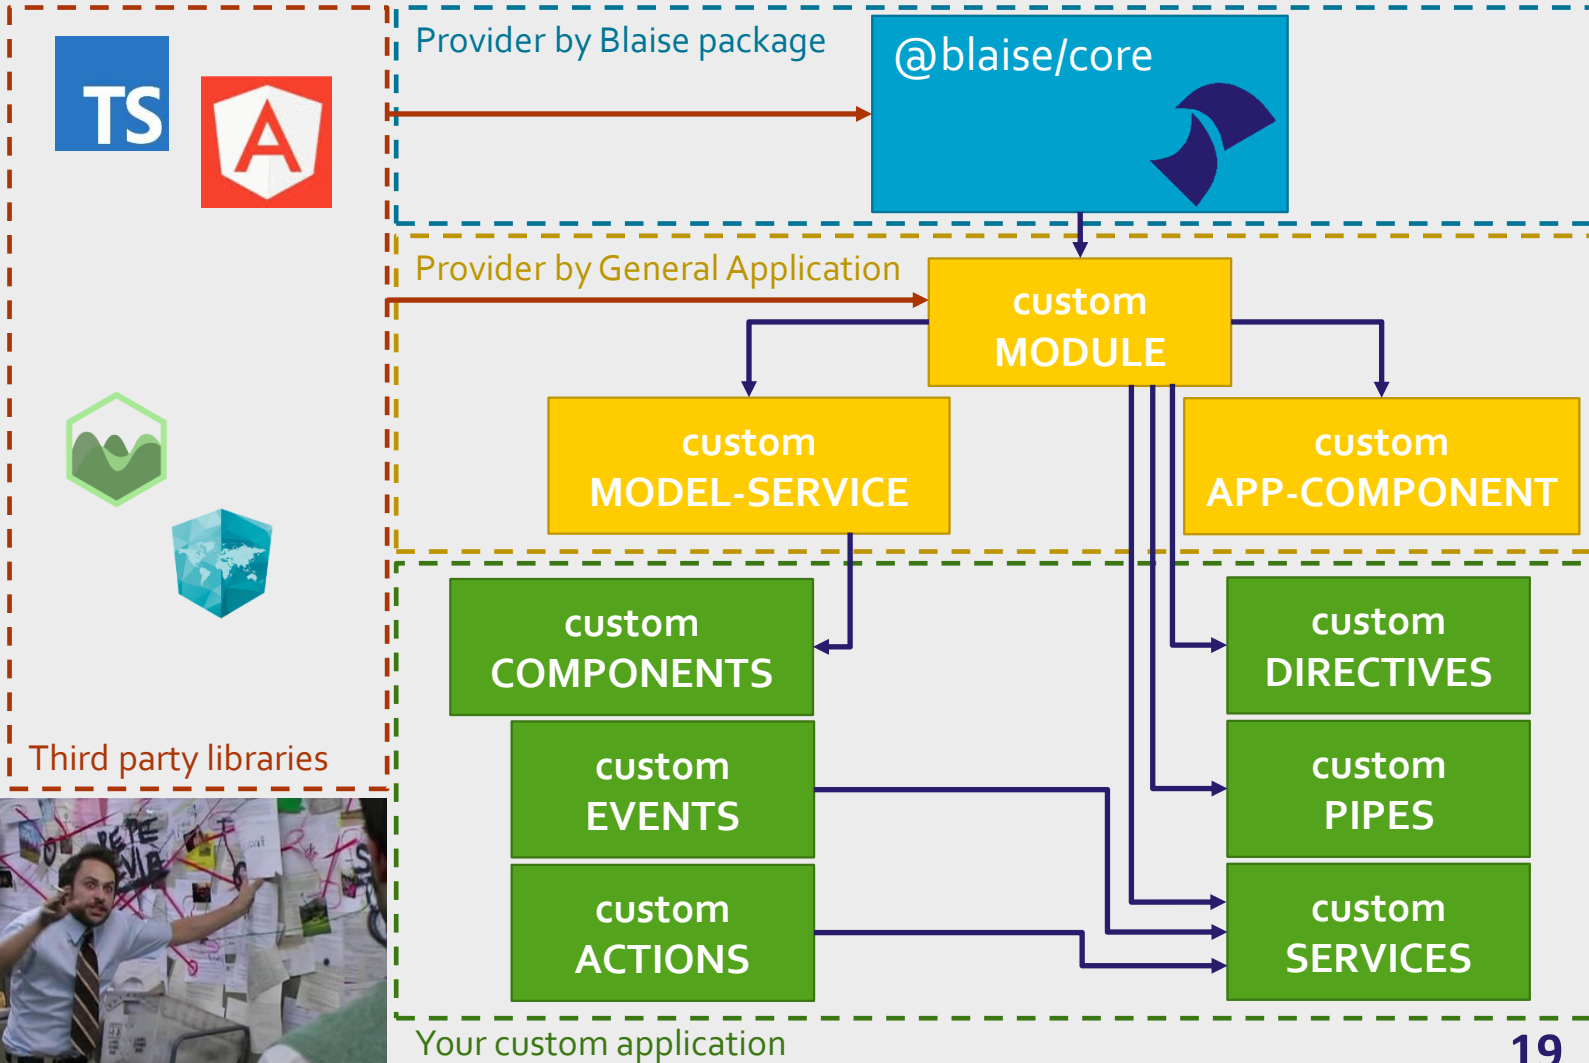 TS
A
Third party libraries
Provider by Blaise package
@blaise/core
Provider by General Application
custom
MODULE
custom
MODEL-SERVICE
custom
APP-COMPONENT
custom
COMPONENTS
custom
DIRECTIVES
custom
EVENTS
custom
PIPES
custom
ACTIONS
custom
SERVICES
Your custom application
19